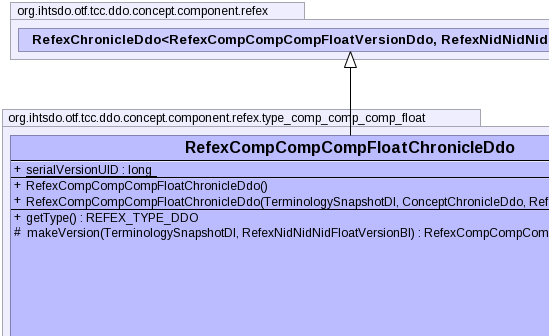 org.ihtsdo.otf.tcc.ddo.concept.component.refex
RefexChronicleDdo<RefexCompCompCompFloatVersionDdo, RefexNidNidNid
org.ihtsdo.otf.tcc.ddo.concept.component.refex.type_comp_comp_comp_float
RefexCompCompCompFloatChronicleDdo
+ serialVersionUID : long
+ RefexCompCompCompFloatChronicleDdo()
+ RefexCompCompCompFloatChronicleDdo(TerminologySnapshotDI, ConceptChronicleDdo, Ref
+ getType() : REFEX_TYPE_DDO
# makeVersion(TerminologySnapshotDI, RefexNidNidNidFloatVersionBI) : RefexCompCompCom